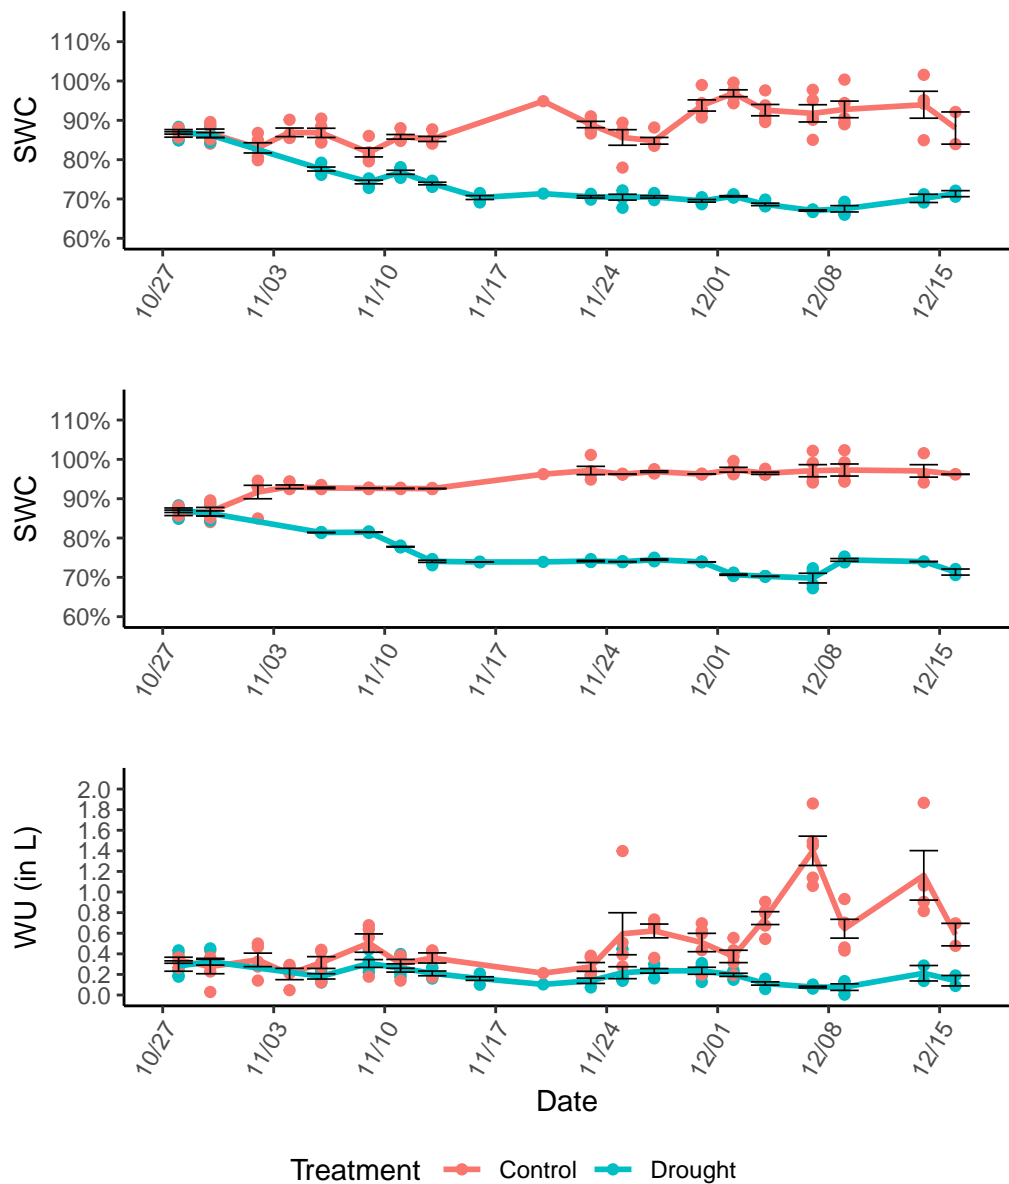 SWC
110%
100%
90%
80%
70%
60%
10/27 11/03 11/10 11/17 11/24 12/01 12/08 12/15
SWC
110%
100%
90%
80%
70%
60%
10/27 11/03 11/10 11/17 11/24 12/01 12/08 12/15
WU (in L)
2.0
1.8
1.6
1.4
1.2
1.0
0.8
0.6
0.4
0.2
0.0
10/27 11/03 11/10 11/17 11/24 12/01 12/08 12/15
Date
Treatment Control Drought